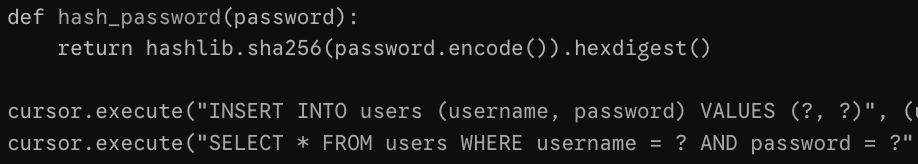 def hash_password(password):
    return hashlib.sha256(password.encode()).hexdigest()
cursor.execute("INSERT INTO users (username, password) VALUES (?, ?)", (
cursor.execute("SELECT * FROM users WHERE username = ? AND password = ?"